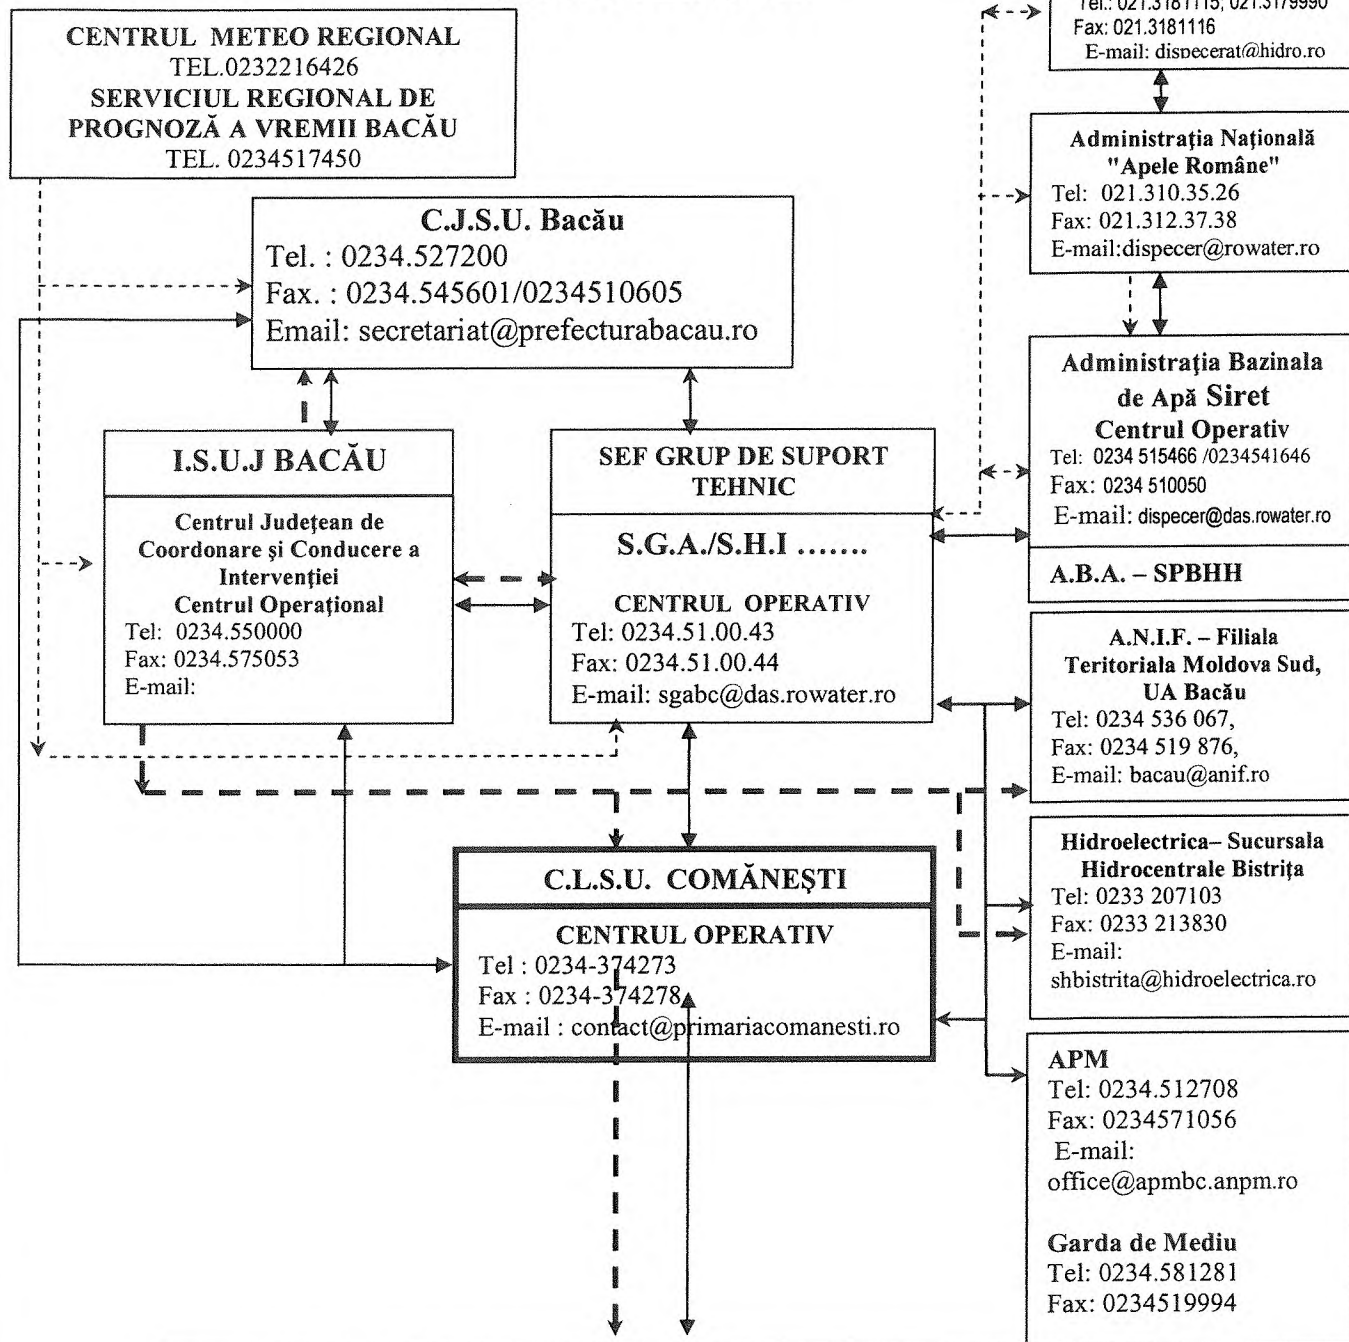 CENTRUL METEO REGIONAL
TEL.0232216426
SERVICIUL REGIONAL DE
PROGNOZĂ A VREMII BACĂU
TEL. 0234517450
Tel.: 021.3181115; 021.3179990
Fax: 021.3181116
E-mail: dispecerat@hidro.ro
Administraţia Naţională
"Apele Române"
Tel: 021.310.35.26
Fax: 021.312.37.38
E-mail:dispecer@rowater.ro
C.J.S.U. Bacău
Tel. : 0234.527200
Fax. : 0234.545601/0234510605
Email: secretariat@prefecturabacau.ro
Administraţia Bazinala
de Apă Siret
Centrul Operativ
Tel: 0234 515466 /0234541646
Fax: 0234 510050
E-mail: dispecer@das.rowater.ro
A.B.A. – SPBHH
I.S.U.J BACĂU
Centrul Judeţean de
Coordonare şi Conducere a
Intervenţiei
Centrul Operaţional
Tel: 0234.550000
Fax: 0234.575053
E-mail:
SEF GRUP DE SUPORT
TEHNIC
S.G.A./S.H.I .......
CENTRUL OPERATIV
Tel: 0234.51.00.43
Fax: 0234.51.00.44
E-mail: sgabc@das.rowater.ro
A.N.I.F. – Filiala
Teritoriala Moldova Sud,
UA Bacău
Tel: 0234 536 067,
Fax: 0234 519 876,
E-mail: bacau@anif.ro
Hidroelectrica– Sucursala
Hidrocentrale Bistriţa
Tel: 0233 207103
Fax: 0233 213830
E-mail:
shbistrita@hidroelectrica.ro
C.L.S.U. COMĂNEŞTI
CENTRUL OPERATIV
Tel : 0234-374273
Fax : 0234-374278
E-mail : contact@primariacomanesti.ro
APM
Tel: 0234.512708
Fax: 0234571056
E-mail:
office@apmbc.anpm.ro
Garda de Mediu
Tel: 0234.581281
Fax: 0234519994